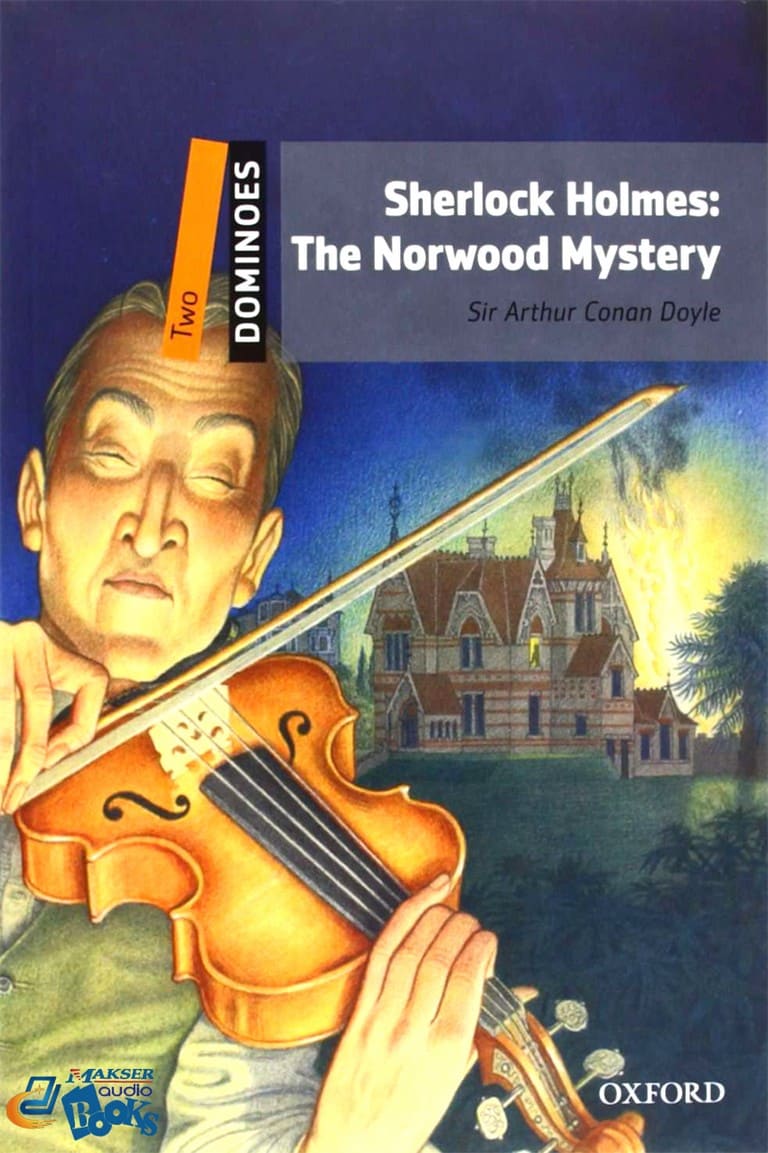 Two
DOMINOES
Sherlock Holmes:
The Norwood Mystery
Sir Arthur Conan Doyle
MAKSER
audio
BOOKS
OXFORD